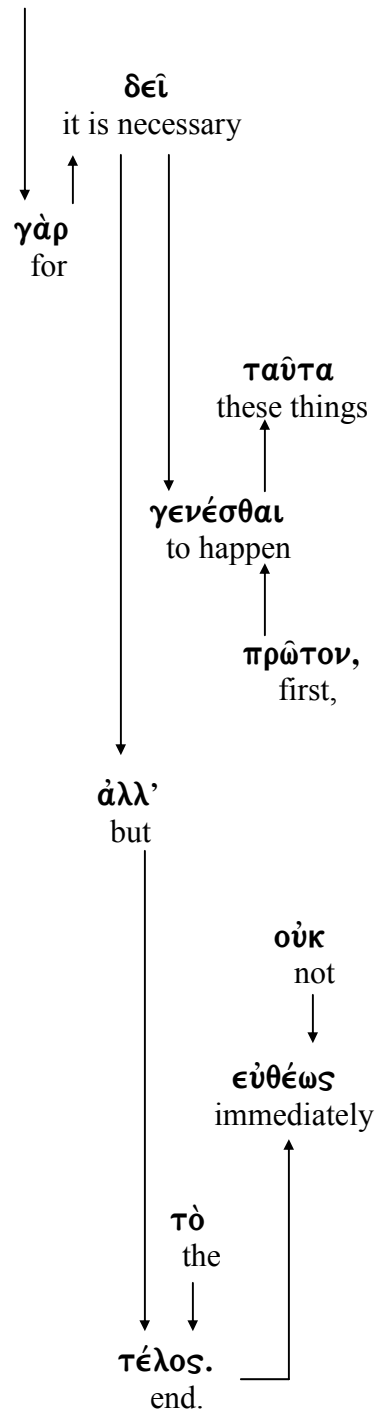 δεῖ
it is necessary
γὰρ
for
ταῦτα
these things
γενέσθαι
to happen
πρῶτον,
first,
ἀλλ’
but
οὐκ
not
εὐθέως
immediately
τὸ
the
τέλος.
end.